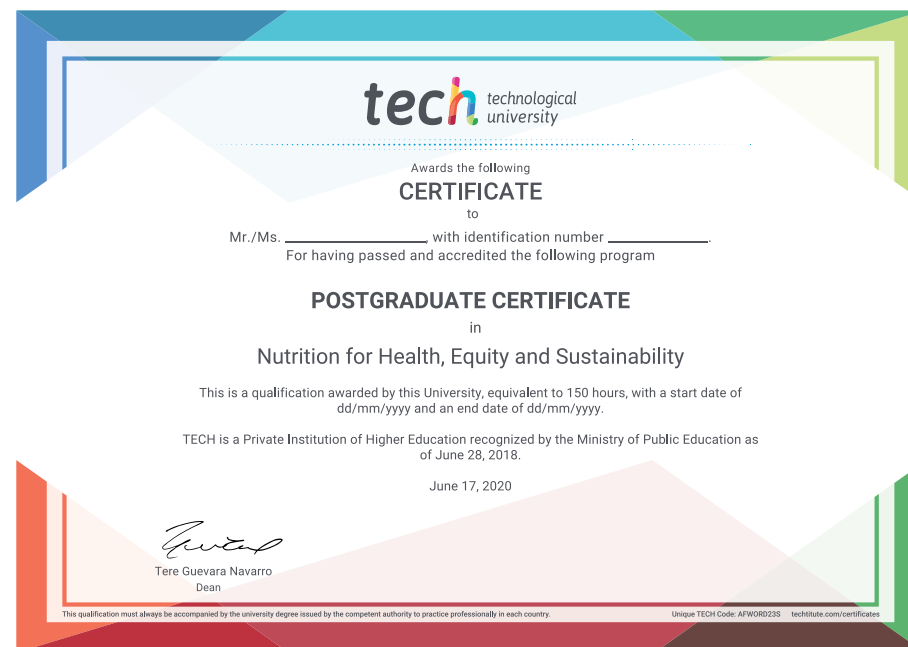 tech technological
university
Awards the following
CERTIFICATE
to
Mr./Ms. ____________, with identification number ____________.
For having passed and accredited the following program
POSTGRADUATE CERTIFICATE
in
Nutrition for Health, Equity and Sustainability
This is a qualification awarded by this University, equivalent to 150 hours, with a start date of
dd/mm/yyyy and an end date of dd/mm/yyyy.
TECH is a Private Institution of Higher Education recognized by the Ministry of Public Education as
of June 28, 2018.
June 17, 2020
Tere Guevara Navarro
Dean
This qualification must always be accompanied by the university degree issued by the competent authority to practice professionally in each country.
Unique TECH Code: AFWORD23S techtitute.com/certificates